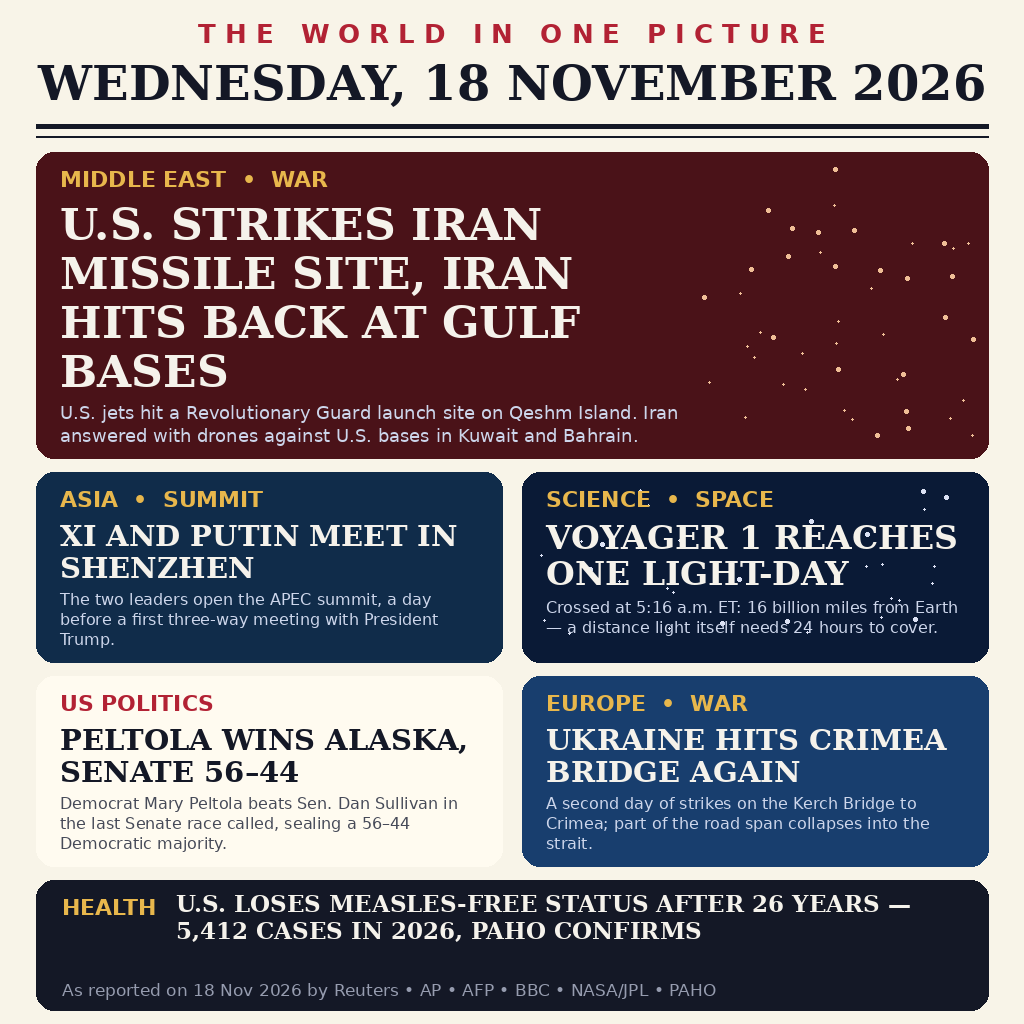 THE WORLD IN ONE PICTURE
WEDNESDAY, 18 NOVEMBER 2026
MIDDLE EAST • WAR
U.S. STRIKES IRAN
MISSILE SITE, IRAN
HITS BACK AT GULF
BASES
U.S. jets hit a Revolutionary Guard launch site on Qeshm Island. Iran
answered with drones against U.S. bases in Kuwait and Bahrain.
ASIA • SUMMIT
XI AND PUTIN MEET IN
SHENZHEN
The two leaders open the APEC summit, a day
before a first three-way meeting with President
Trump.
SCIENCE • SPACE
VOYAGER 1 REACHES
ONE LIGHT-DAY
Crossed at 5:16 a.m. ET: 16 billion miles from Earth
— a distance light itself needs 24 hours to cover.
US POLITICS
PELTOLA WINS ALASKA,
SENATE 56–44
Democrat Mary Peltola beats Sen. Dan Sullivan in
the last Senate race called, sealing a 56–44
Democratic majority.
EUROPE • WAR
UKRAINE HITS CRIMEA
BRIDGE AGAIN
A second day of strikes on the Kerch Bridge to
Crimea; part of the road span collapses into the
strait.
HEALTH
U.S. LOSES MEASLES-FREE STATUS AFTER 26 YEARS —
5,412 CASES IN 2026, PAHO CONFIRMS
As reported on 18 Nov 2026 by Reuters • AP • AFP • BBC • NASA/JPL • PAHO